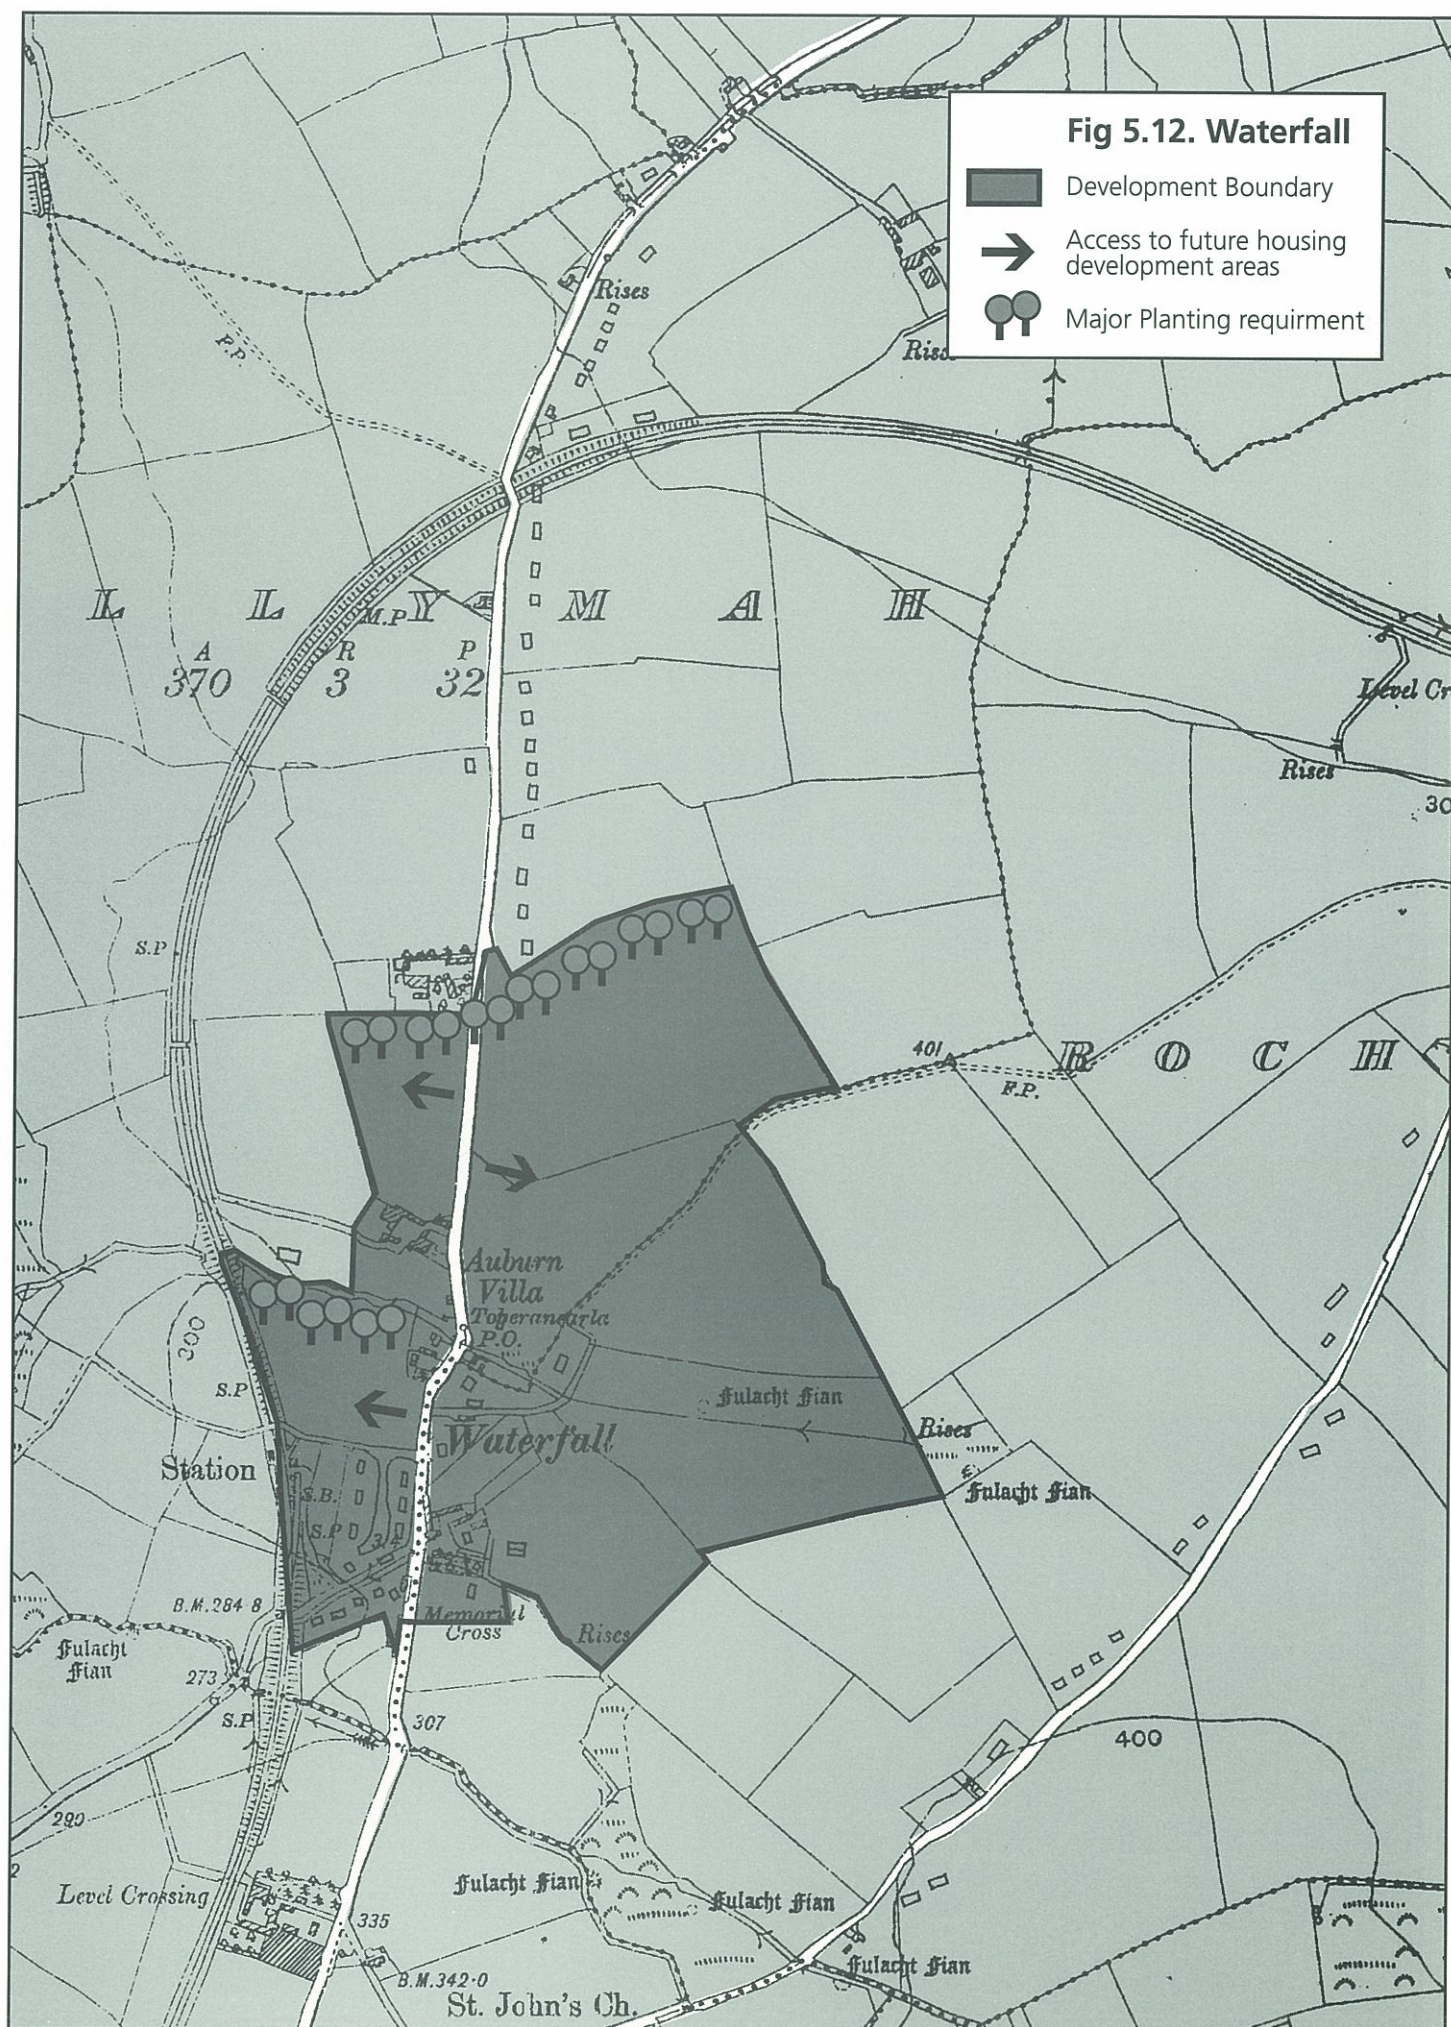 Fig 5.12. Waterfall
Development Boundary
Access to future housing
development areas
Major Planting requirment
Rises
F.P.
L L Y M A H
M.P
A R P
370 3 32
Level Cr
Rises
30
S.P
401
R O C H
F.P.
Auburn
Villa
P.O.
300
S.P
Fulacht Fian
Waterfall
Rises
Station
Fulacht Fian
S.B.
S.P
B.M.284·8
Memorial
Cross
Rises
Fulacht
Fian
273
S.P
307
400
290
2
Level Crossing
Fulacht Fian
Fulacht Fian
335
Fulacht Fian
B.M.342·0
St. John's Ch.